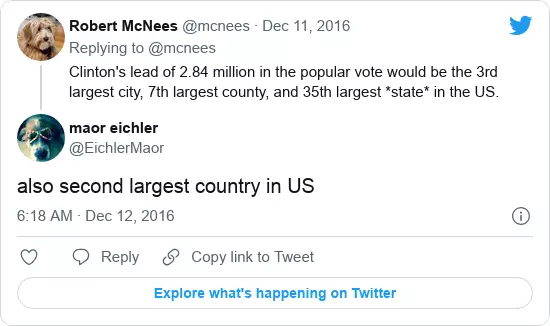 Robert McNees @mcnees · Dec 11, 2016
Replying to @mcnees
Clinton's lead of 2.84 million in the popular vote would be the 3rd
largest city, 7th largest county, and 35th largest *state* in the US.
maor eichler
@EichlerMaor
also second largest country in US
6:18 AM · Dec 12, 2016
Reply Copy link to Tweet
Explore what's happening on Twitter